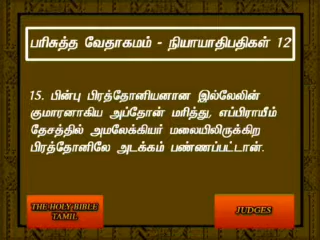 பரிசுத்த வேதாகமம் - நியாயாதிபதிகள் 12
15. பின்பு பிரத்தோனியனான இல்லேலின்
குமாரனாகிய அப்தோன் மரித்து, எப்பிராயீம்
தேசத்தில் அமலேக்கியர் மலையிலிருக்கிற
பிரத்தோனிலே அடக்கம் பண்ணப்பட்டான்.
THE HOLY BIBLE
TAMIL
JUDGES